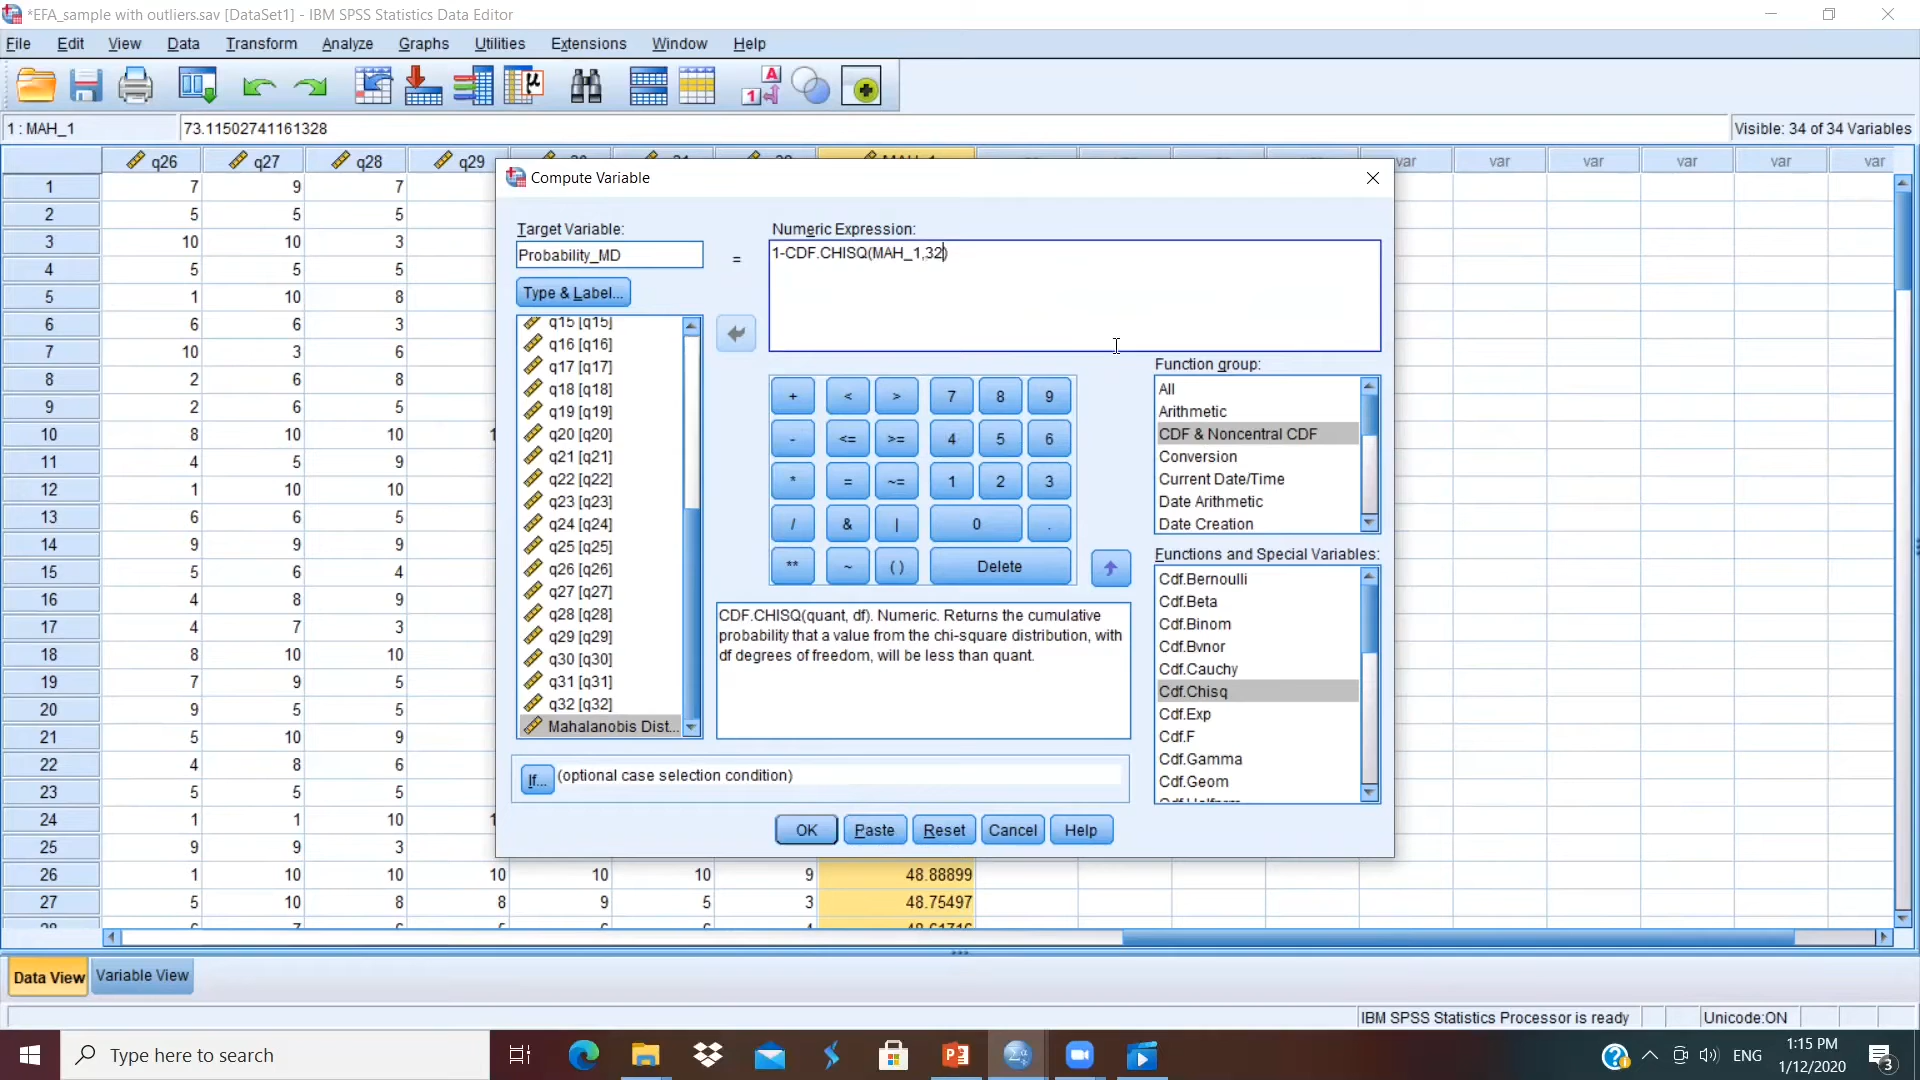 *EFA_sample with outliers.sav [DataSet1] - IBM SPSS Statistics Data Editor
File Edit View Data Transform Analyze Graphs Utilities Extensions Window Help
1 : MAH_1 73.11502741161328 Visible: 34 of 34 Variables
q26 q27 q28 q29 var var var var var var
1 7 9 7
2 5 5 5
3 10 10 3
4 5 5 5
5 1 10 8
6 6 6 3
7 10 3 6
8 2 6 8
9 2 6 5
10 8 10 10 1
11 4 5 9
12 1 10 10
13 6 6 5
14 9 9 9
15 5 6 4
16 4 8 9
17 4 7 3
18 8 10 10
19 7 9 5
20 9 5 5
21 5 10 9
22 4 8 6
23 5 5 5
24 1 1 10 1
25 9 9 3
26 1 10 10 10 10 10 9 48.88899
27 5 10 8 8 9 5 3 48.75497
Compute Variable
Target Variable:
Probability_MD
=
Numeric Expression:
1-CDF.CHISQ(MAH_1,32)
Type & Label...
q15 [q15]
q16 [q16]
q17 [q17]
q18 [q18]
q19 [q19]
q20 [q20]
q21 [q21]
q22 [q22]
q23 [q23]
q24 [q24]
q25 [q25]
q26 [q26]
q27 [q27]
q28 [q28]
q29 [q29]
q30 [q30]
q31 [q31]
q32 [q32]
Mahalanobis Dist...
+ < > 7 8 9
- <= >= 4 5 6
* = ~= 1 2 3
/ & | 0 .
** ~ ( ) Delete
CDF.CHISQ(quant, df). Numeric. Returns the cumulative
probability that a value from the chi-square distribution, with
df degrees of freedom, will be less than quant.
Function group:
All
Arithmetic
CDF & Noncentral CDF
Conversion
Current Date/Time
Date Arithmetic
Date Creation
Functions and Special Variables:
Cdf.Bernoulli
Cdf.Beta
Cdf.Binom
Cdf.Bvnor
Cdf.Cauchy
Cdf.Chisq
Cdf.Exp
Cdf.F
Cdf.Gamma
Cdf.Geom
If... (optional case selection condition)
OK Paste Reset Cancel Help
Data View Variable View
IBM SPSS Statistics Processor is ready Unicode:ON
Type here to search
ENG
1:15 PM
1/12/2020
3